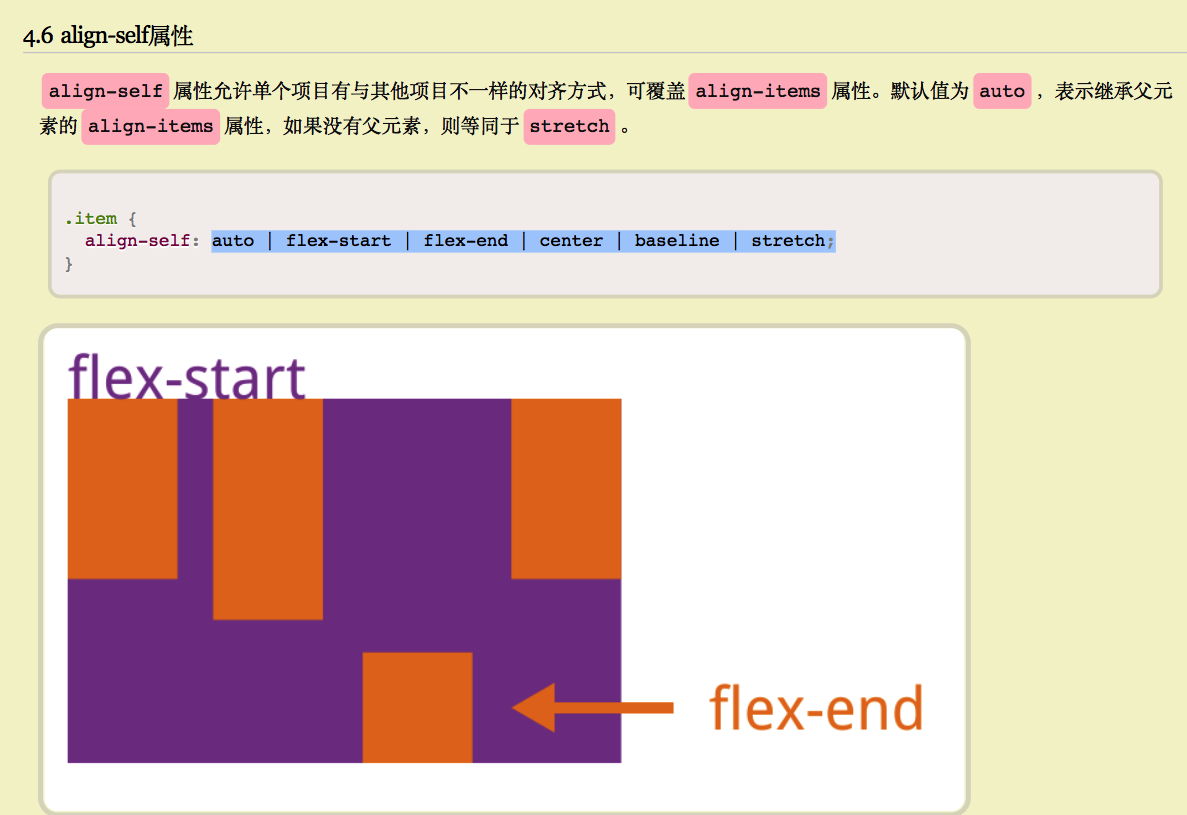 4.6 align-self属性
align-self 属性允许单个项目有与其他项目不一样的对齐方式，可覆盖 align-items 属性。默认值为 auto ，表示继承父元
素的 align-items 属性，如果没有父元素，则等同于 stretch 。
.item {
  align-self: auto | flex-start | flex-end | center | baseline | stretch;
}
flex-start
flex-end